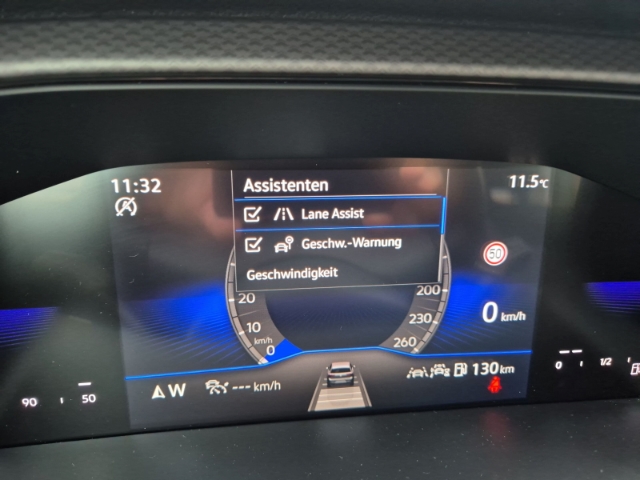 11:32
Assistenten
11.5°C
Lane Assist
Geschw.-Warnung
Geschwindigkeit
50
20
200
10
230
0 km/h
km/h
0
260
W
--- km/h
130 km
90
50
0
1/2